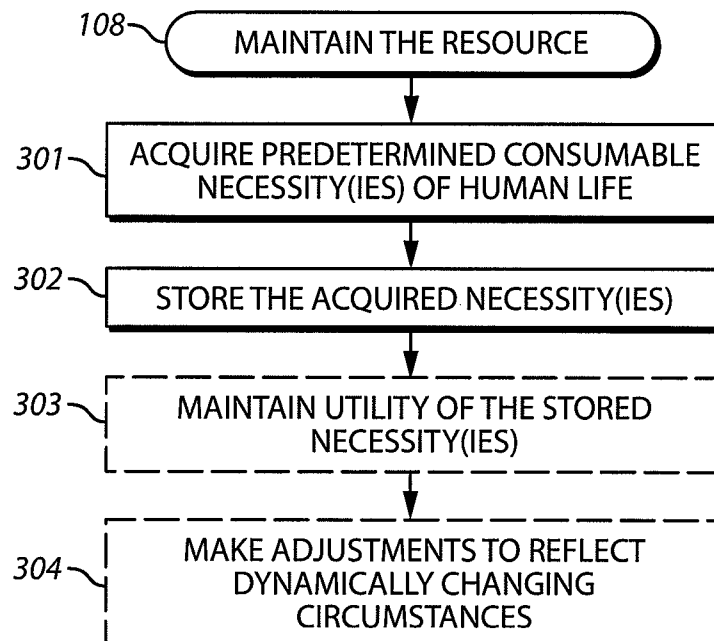 108
MAINTAIN THE RESOURCE
301
ACQUIRE PREDETERMINED CONSUMABLE
NECESSITY(IES) OF HUMAN LIFE
302
STORE THE ACQUIRED NECESSITY(IES)
303
MAINTAIN UTILITY OF THE STORED
NECESSITY(IES)
304
MAKE ADJUSTMENTS TO REFLECT
DYNAMICALLY CHANGING
CIRCUMSTANCES